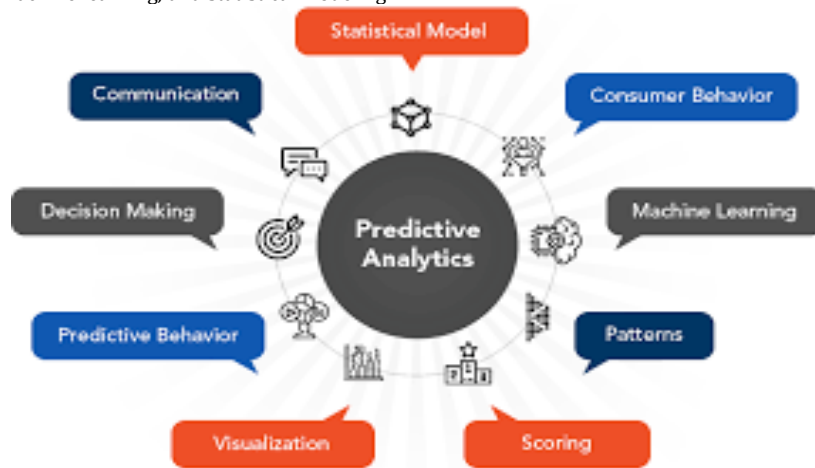 Statistical Model
Communication
Consumer Behavior
Decision Making
Predictive
Analytics
Machine Learning
Predictive Behavior
Patterns
Visualization
Scoring